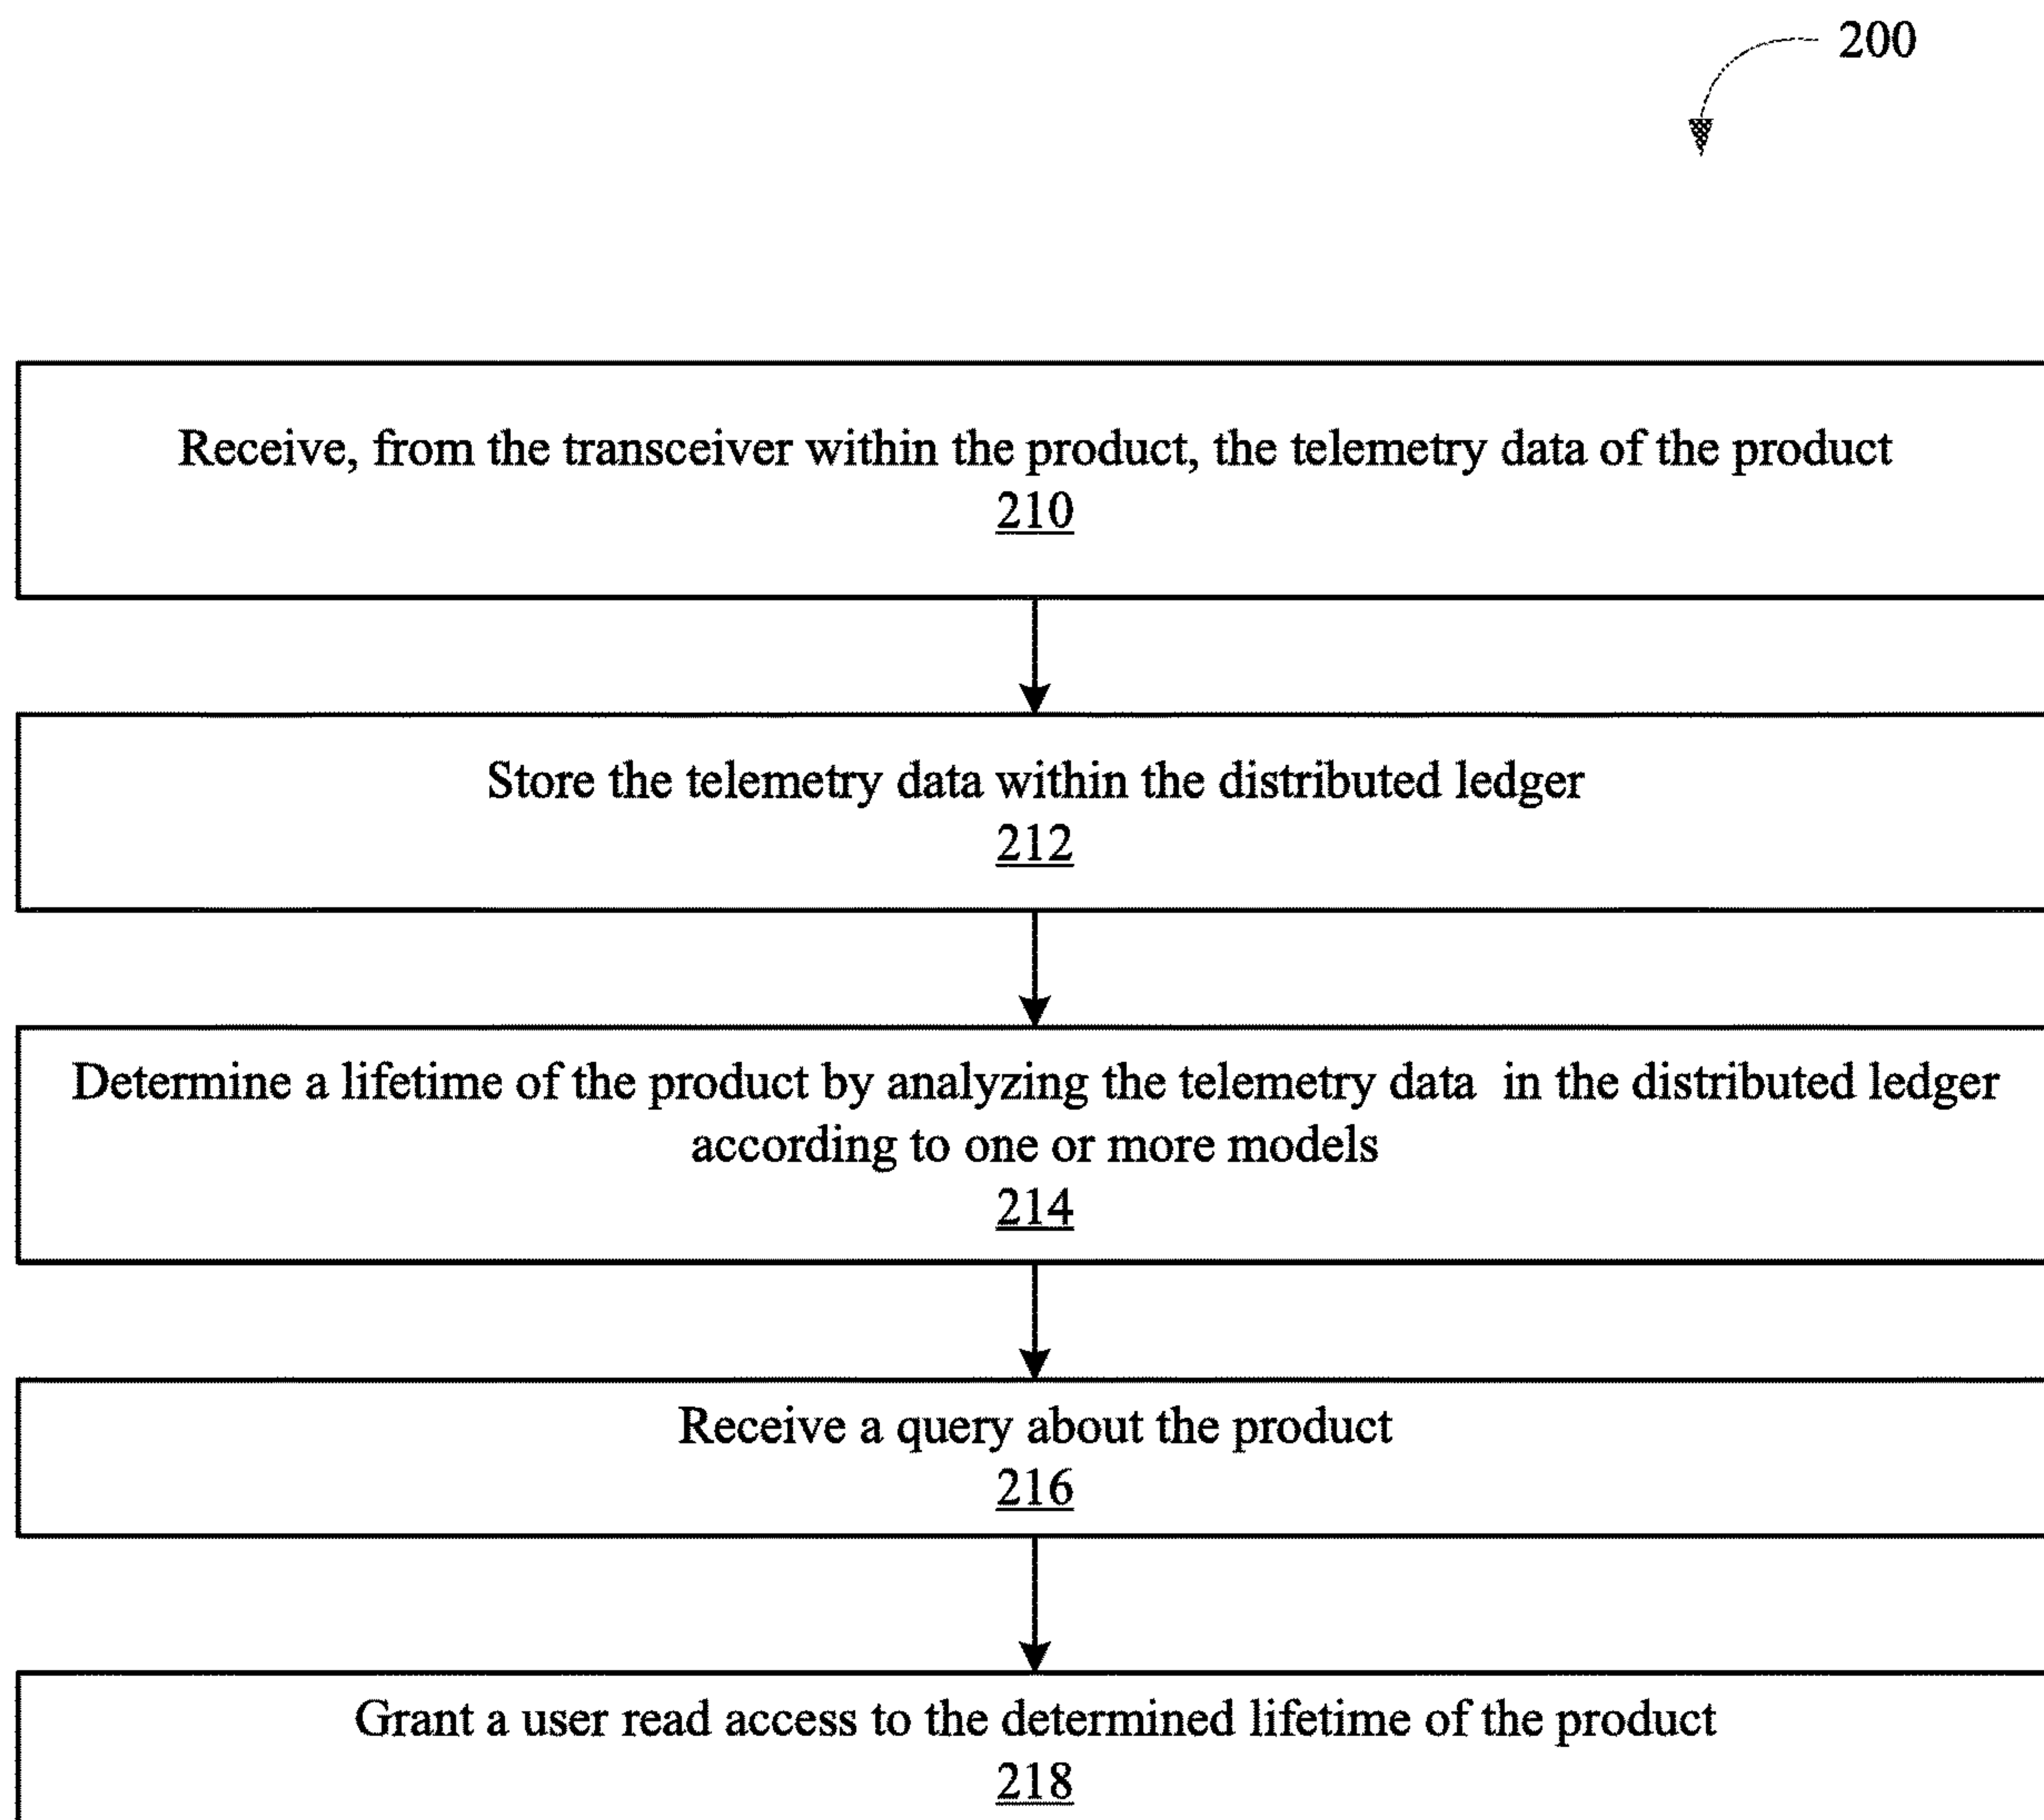 200
Receive, from the transceiver within the product, the telemetry data of the product
210
Store the telemetry data within the distributed ledger
212
Determine a lifetime of the product by analyzing the telemetry data in the distributed ledger
according to one or more models
214
Receive a query about the product
216
Grant a user read access to the determined lifetime of the product
218